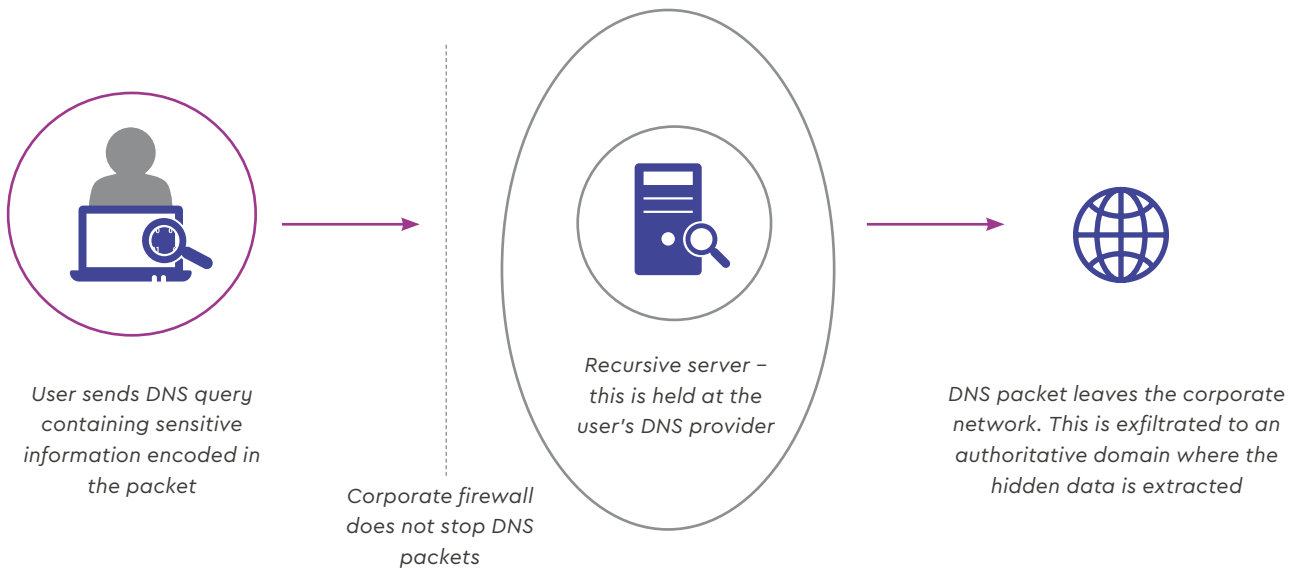 User sends DNS query
containing sensitive
information encoded in
the packet
Corporate firewall
does not stop DNS
packets
Recursive server –
this is held at the
user's DNS provider
DNS packet leaves the corporate
network. This is exfiltrated to an
authoritative domain where the
hidden data is extracted